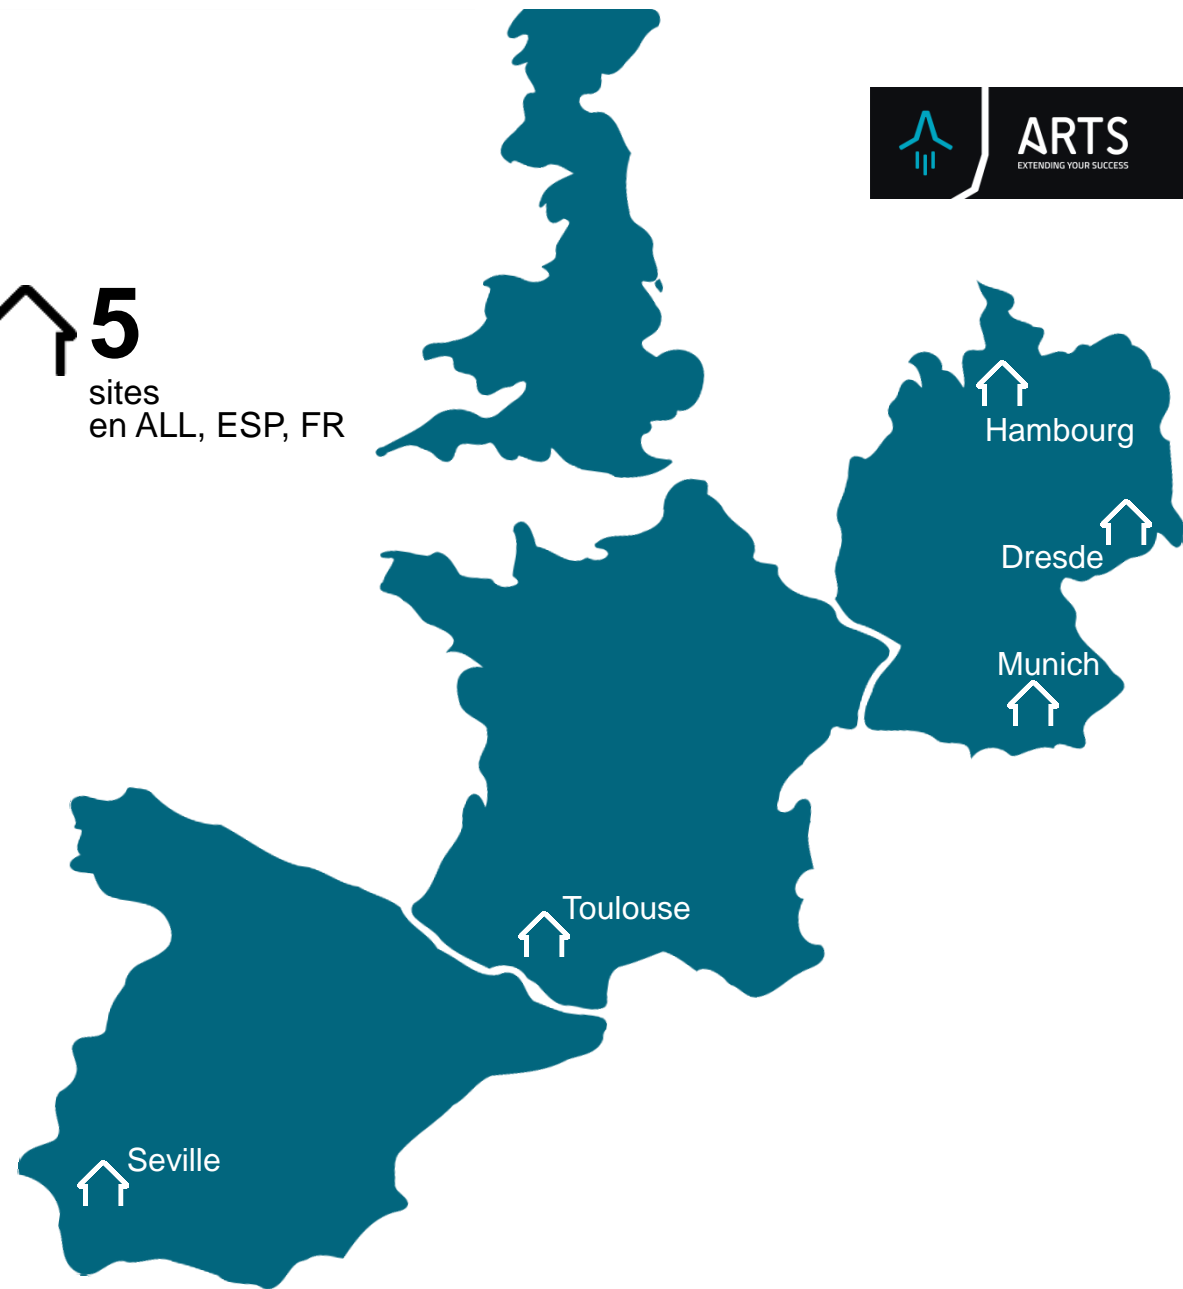 ARTS
EXTENDING YOUR SUCCESS
5
sites
en ALL, ESP, FR
Hambourg
Dresde
Munich
Toulouse
Seville